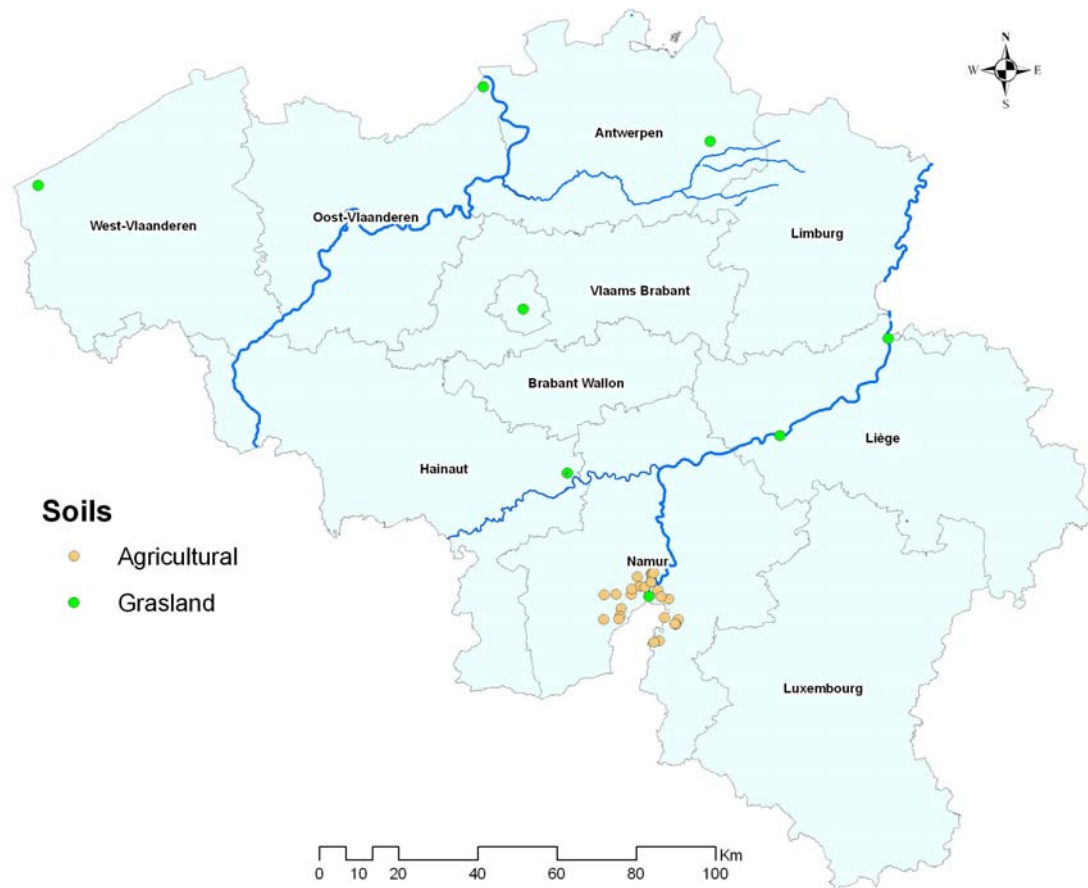 N
W E
S
Antwerpen
West-Vlaanderen
Oost-Vlaanderen
Limburg
Vlaams Brabant
Brabant Wallon
Liège
Hainaut
Soils
Agricultural
Grasland
Namur
Luxembourg
Km
0 10 20 40 60 80 100